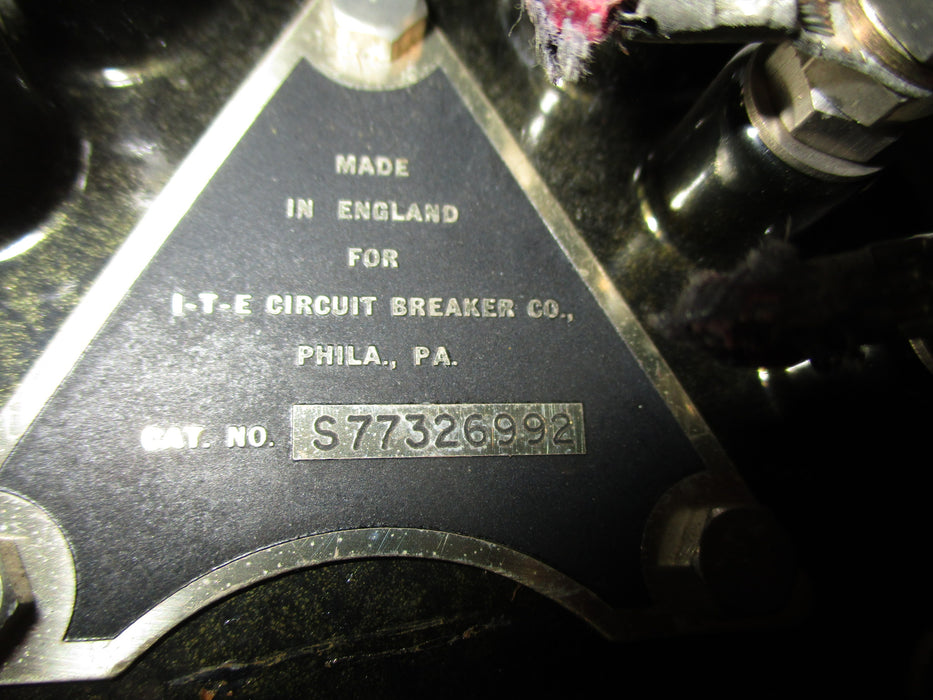 MADE
IN ENGLAND
FOR
I-T-E CIRCUIT BREAKER CO.,
PHILA., PA.
CAT. NO. S77326992